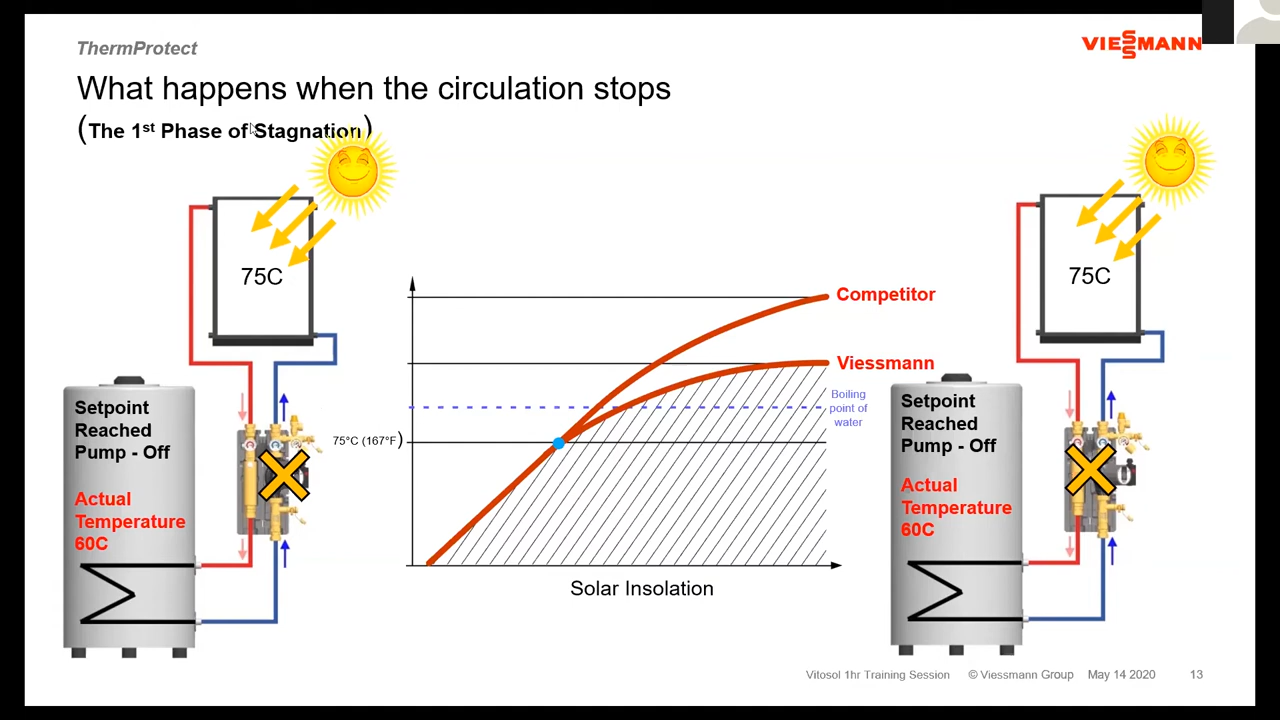 ThermProtect
VIESSMANN
What happens when the circulation stops
(The 1st Phase of Stagnation)
75C
Setpoint
Reached
Pump - Off
Actual
Temperature
60C
Competitor
Viessmann
Boiling
point of
water
75°C (167°F)
Solar Insolation
75C
Setpoint
Reached
Pump - Off
Actual
Temperature
60C
Vitosol 1hr Training Session © Viessmann Group May 14 2020 13